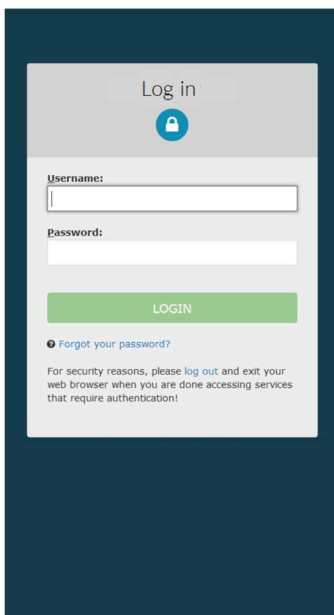 Log in
Username:
Password:
LOGIN
Forgot your password?
For security reasons, please log out and exit your
web browser when you are done accessing services
that require authentication!